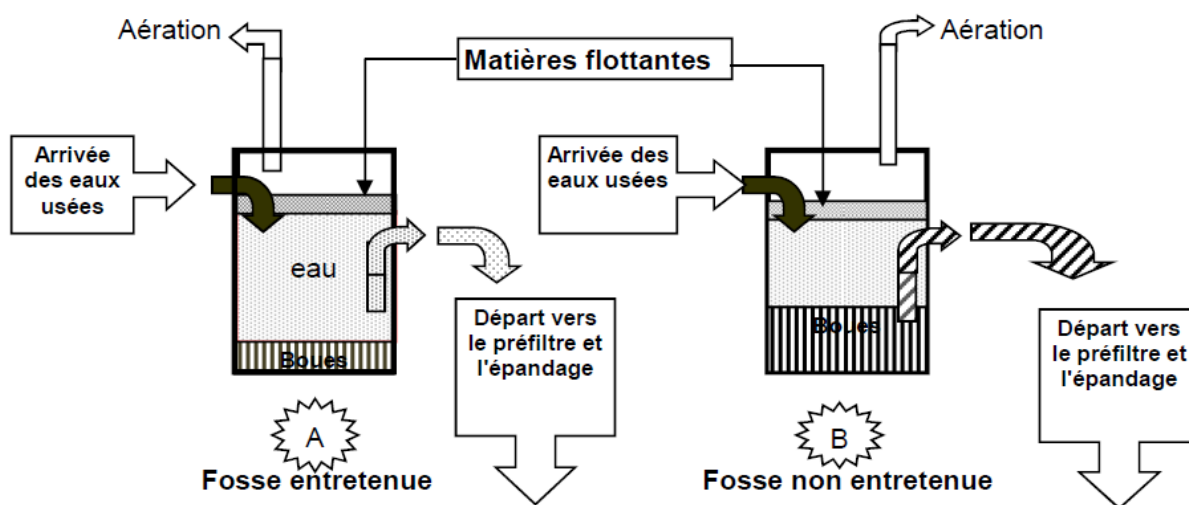 Aération
Matières flottantes
Aération
Arrivée
des eaux
usées
Arrivée des
eaux usées
eau
Boues
Boues
Départ vers
le préfiltre et
l'épandage
Départ vers
le préfiltre et
l'épandage
A
B
Fosse entretenue
Fosse non entretenue